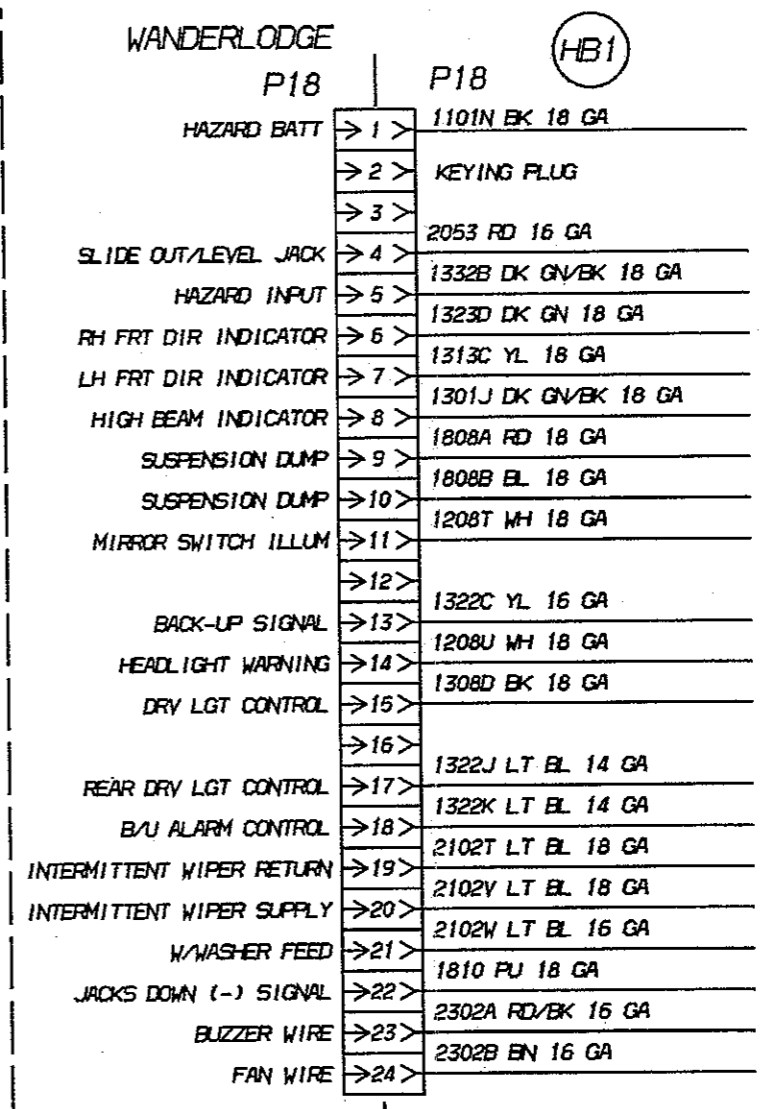 WANDERLODGE
HB1
P18 P18
HAZARD BATT 1 1101N BK 18 GA
2 KEYING PLUG
3
2053 RD 16 GA
SLIDE OUT/LEVEL JACK 4
1332B DK GN/BK 18 GA
HAZARD INPUT 5
1323D DK GN 18 GA
RH FRT DIR INDICATOR 6
1313C YL 18 GA
LH FRT DIR INDICATOR 7
1301J DK GN/BK 18 GA
HIGH BEAM INDICATOR 8
1808A RD 18 GA
SUSPENSION DUMP 9
1808B BL 18 GA
SUSPENSION DUMP 10
1208T WH 18 GA
MIRROR SWITCH ILLUM 11
12
1322C YL 16 GA
BACK-UP SIGNAL 13
1208U WH 18 GA
HEADLIGHT WARNING 14
1308D BK 18 GA
DRV LGT CONTROL 15
16
1322J LT BL 14 GA
REAR DRV LGT CONTROL 17
1322K LT BL 14 GA
B/U ALARM CONTROL 18
2102T LT BL 18 GA
INTERMITTENT WIPER RETURN 19
2102V LT BL 18 GA
INTERMITTENT WIPER SUPPLY 20
2102W LT BL 16 GA
W/WASHER FEED 21
1810 PU 18 GA
JACKS DOWN (-) SIGNAL 22
2302A RD/BK 16 GA
BUZZER WIRE 23
2302B BN 16 GA
FAN WIRE 24